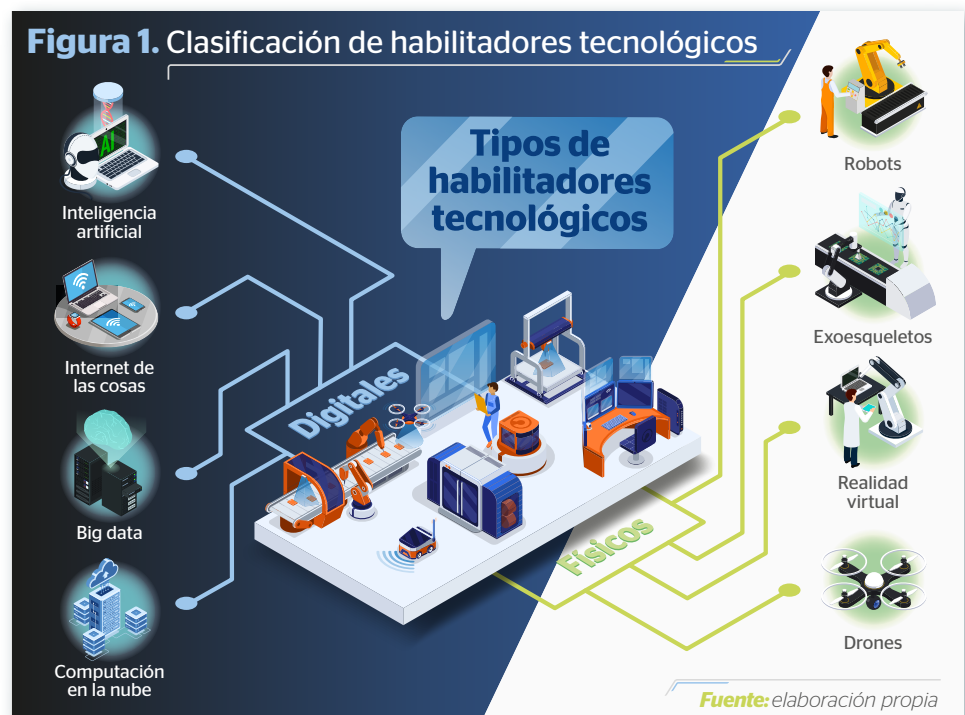 Figura 1. Clasificación de habilitadores tecnológicos
Tipos de
habilitadores
tecnológicos
AI
Inteligencia
artificial
Internet de
las cosas
Big data
Computación
en la nube
Digitales
Físicos
Robots
Exoesqueletos
Realidad
virtual
Drones
Fuente: elaboración propia